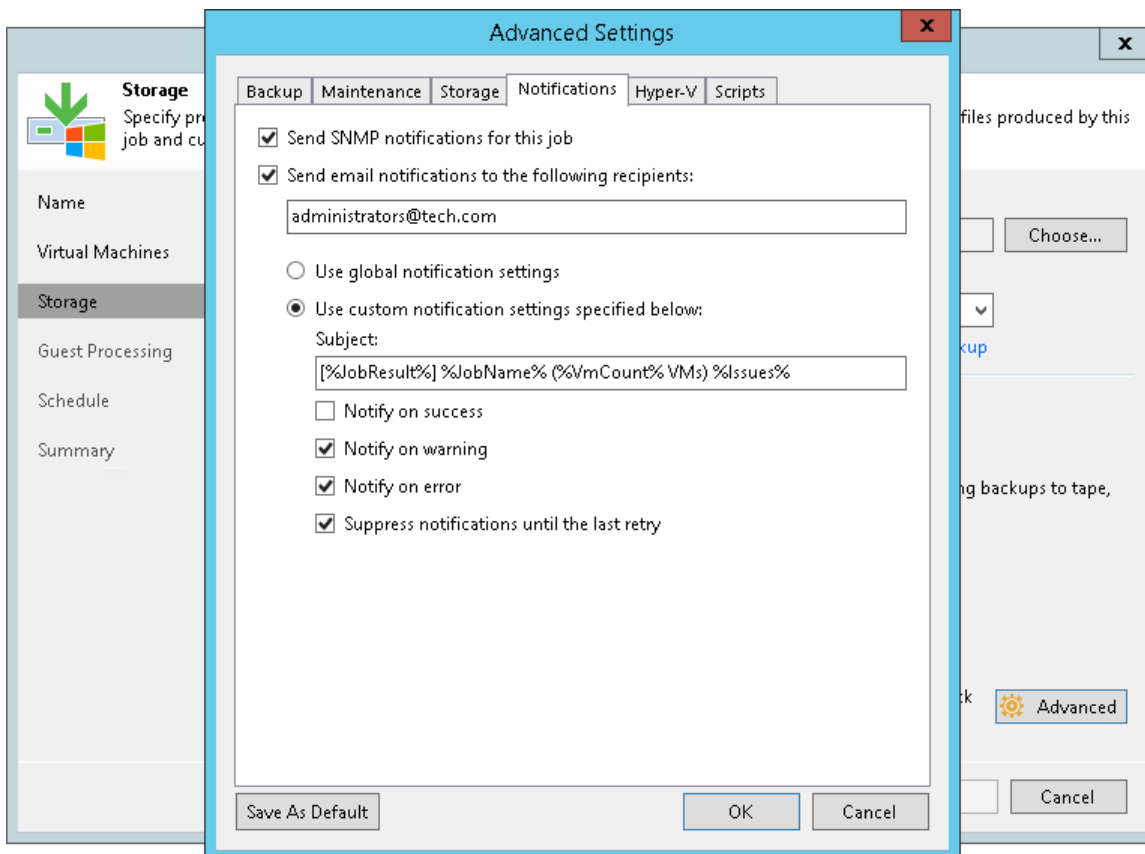 Advanced Settings
x
x
Storage
Specify pr
job and cu
files produced by this
Name
Virtual Machines
Storage
Guest Processing
Schedule
Summary
Backup
Maintenance
Storage
Notifications
Hyper-V
Scripts
Send SNMP notifications for this job
Send email notifications to the following recipients:
administrators@tech.com
Use global notification settings
Use custom notification settings specified below:
Subject:
[%JobResult%] %JobName% (%VmCount% VMs) %Issues%
Notify on success
Notify on warning
Notify on error
Suppress notifications until the last retry
Choose...
kup
ng backups to tape,
ck
Advanced
Save As Default
OK
Cancel
Cancel